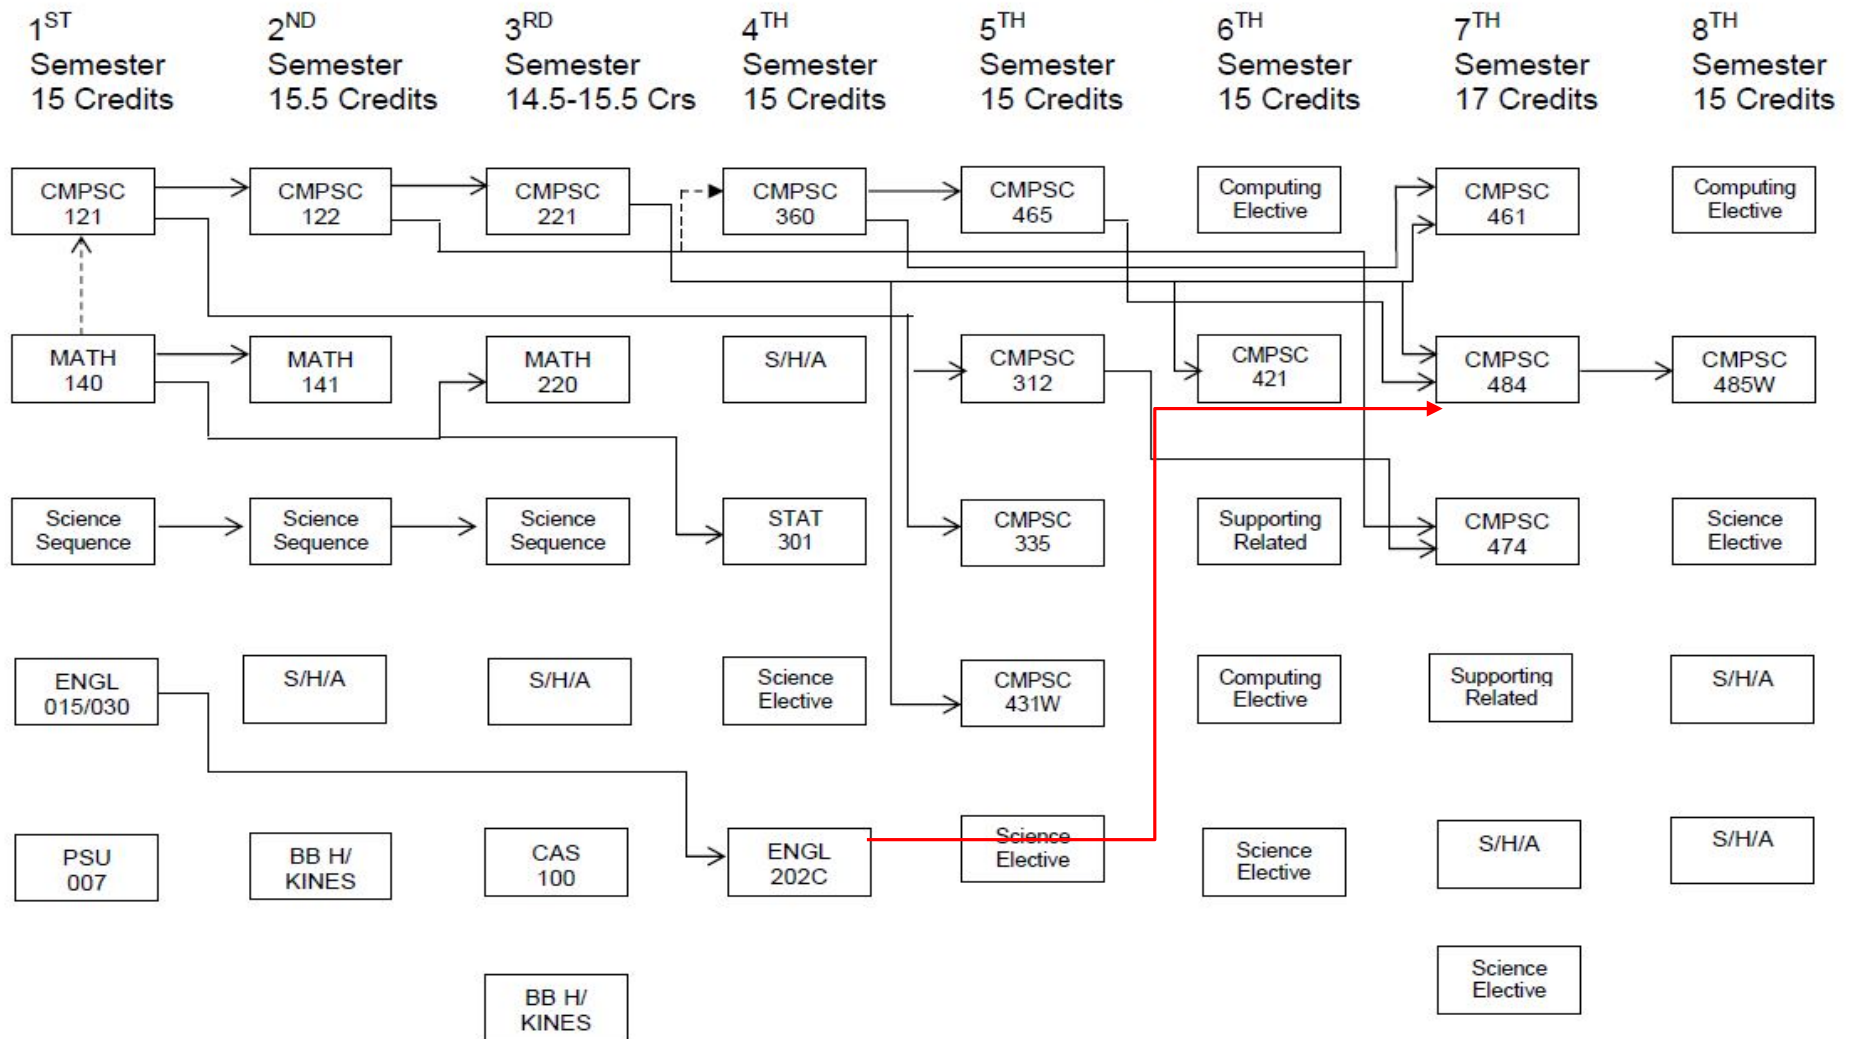 1ST
Semester
15 Credits
2ND
Semester
15.5 Credits
3RD
Semester
14.5-15.5 Crs
4TH
Semester
15 Credits
5TH
Semester
15 Credits
6TH
Semester
15 Credits
7TH
Semester
17 Credits
8TH
Semester
15 Credits
CMPSC
121
CMPSC
122
CMPSC
221
CMPSC
360
CMPSC
465
Computing
Elective
CMPSC
461
Computing
Elective
MATH
140
MATH
141
MATH
220
S/H/A
CMPSC
312
CMPSC
421
CMPSC
484
CMPSC
485W
Science
Sequence
Science
Sequence
Science
Sequence
STAT
301
CMPSC
335
Supporting
Related
CMPSC
474
Science
Elective
ENGL
015/030
S/H/A
S/H/A
Science
Elective
CMPSC
431W
Computing
Elective
Supporting
Related
S/H/A
PSU
007
BB H/
KINES
CAS
100
ENGL
202C
Science
Elective
Science
Elective
S/H/A
S/H/A
BB H/
KINES
Science
Elective